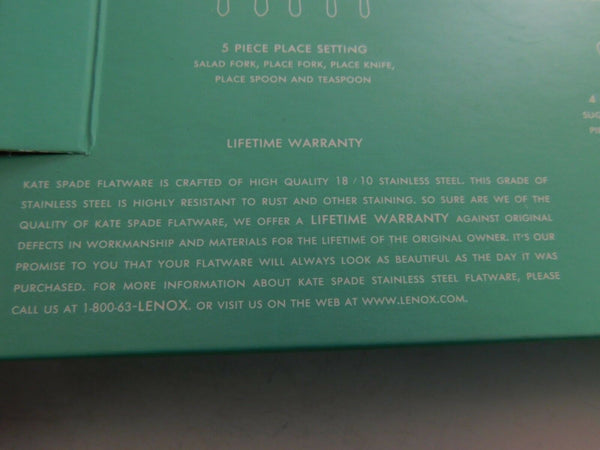 5 PIECE PLACE SETTING
SALAD FORK, PLACE FORK, PLACE KNIFE,
PLACE SPOON AND TEASPOON
4
SUG
PI
LIFETIME WARRANTY
KATE SPADE FLATWARE IS CRAFTED OF HIGH QUALITY 18 / 10 STAINLESS STEEL. THIS GRADE OF
STAINLESS STEEL IS HIGHLY RESISTANT TO RUST AND OTHER STAINING. SO SURE ARE WE OF THE
QUALITY OF KATE SPADE FLATWARE, WE OFFER A LIFETIME WARRANTY AGAINST ORIGINAL
DEFECTS IN WORKMANSHIP AND MATERIALS FOR THE LIFETIME OF THE ORIGINAL OWNER. IT'S OUR
PROMISE TO YOU THAT YOUR FLATWARE WILL ALWAYS LOOK AS BEAUTIFUL AS THE DAY IT WAS
PURCHASED. FOR MORE INFORMATION ABOUT KATE SPADE STAINLESS STEEL FLATWARE, PLEASE
CALL US AT 1-800-63-LENOX. OR VISIT US ON THE WEB AT WWW.LENOX.COM.